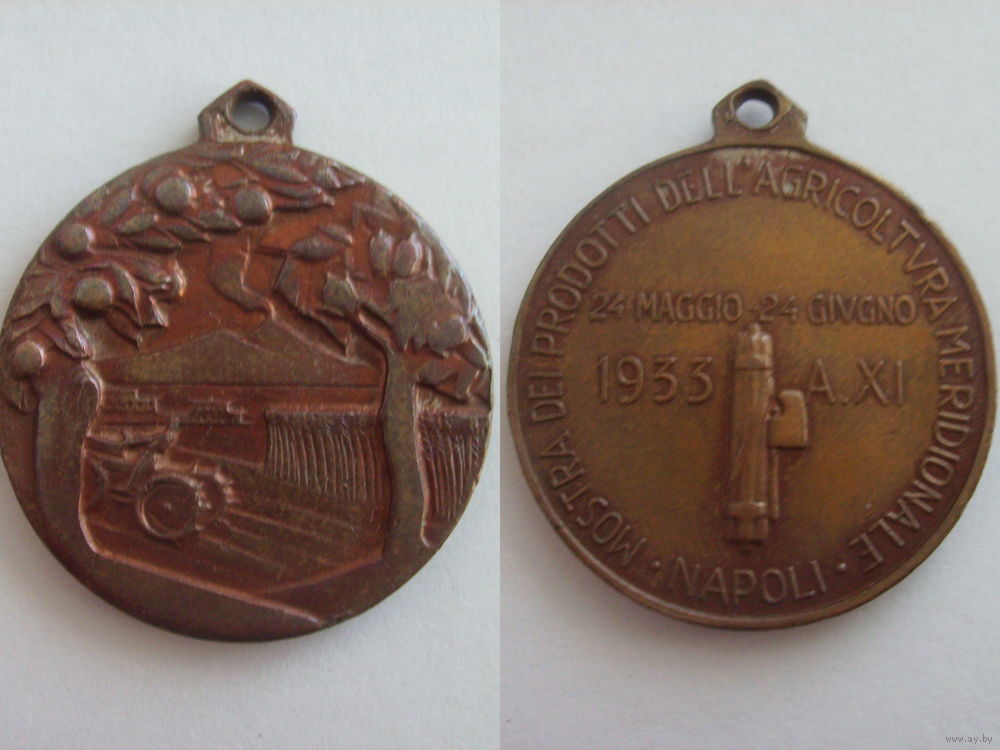 MOSTRA DEI PRODOTTI DELL'AGRICOLTVRA MERIDIONALE
24 MAGGIO-24 GIVGNO
1933 A.XI
· NAPOLI ·
www.ay.by